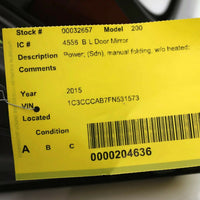 Stock # 00032657 Model 200
IC # 4556 B L Door Mirror
Description Power; (Sdn), manual folding, w/o heated;
Comments
Year 2015
VIN 1C3CCCAB7FN531573
Located
Condition
A B C
0000204636